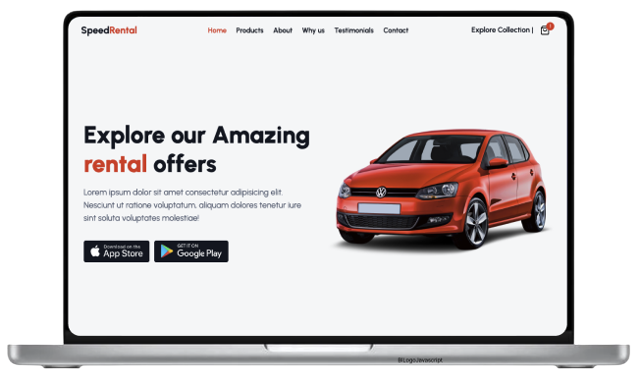 SpeedRental
Home Products About Why us Testimonials Contact
Explore Collection |
1
Explore our Amazing
rental offers
Lorem ipsum dolor sit amet consectetur adipisicing elit.
Nesciunt ut ratione voluptatum, aliquam dolores tenetur iure
sint soluta voluptates molestiae!
Download on the
App Store
GET IT ON
Google Play
@LogoJavascript